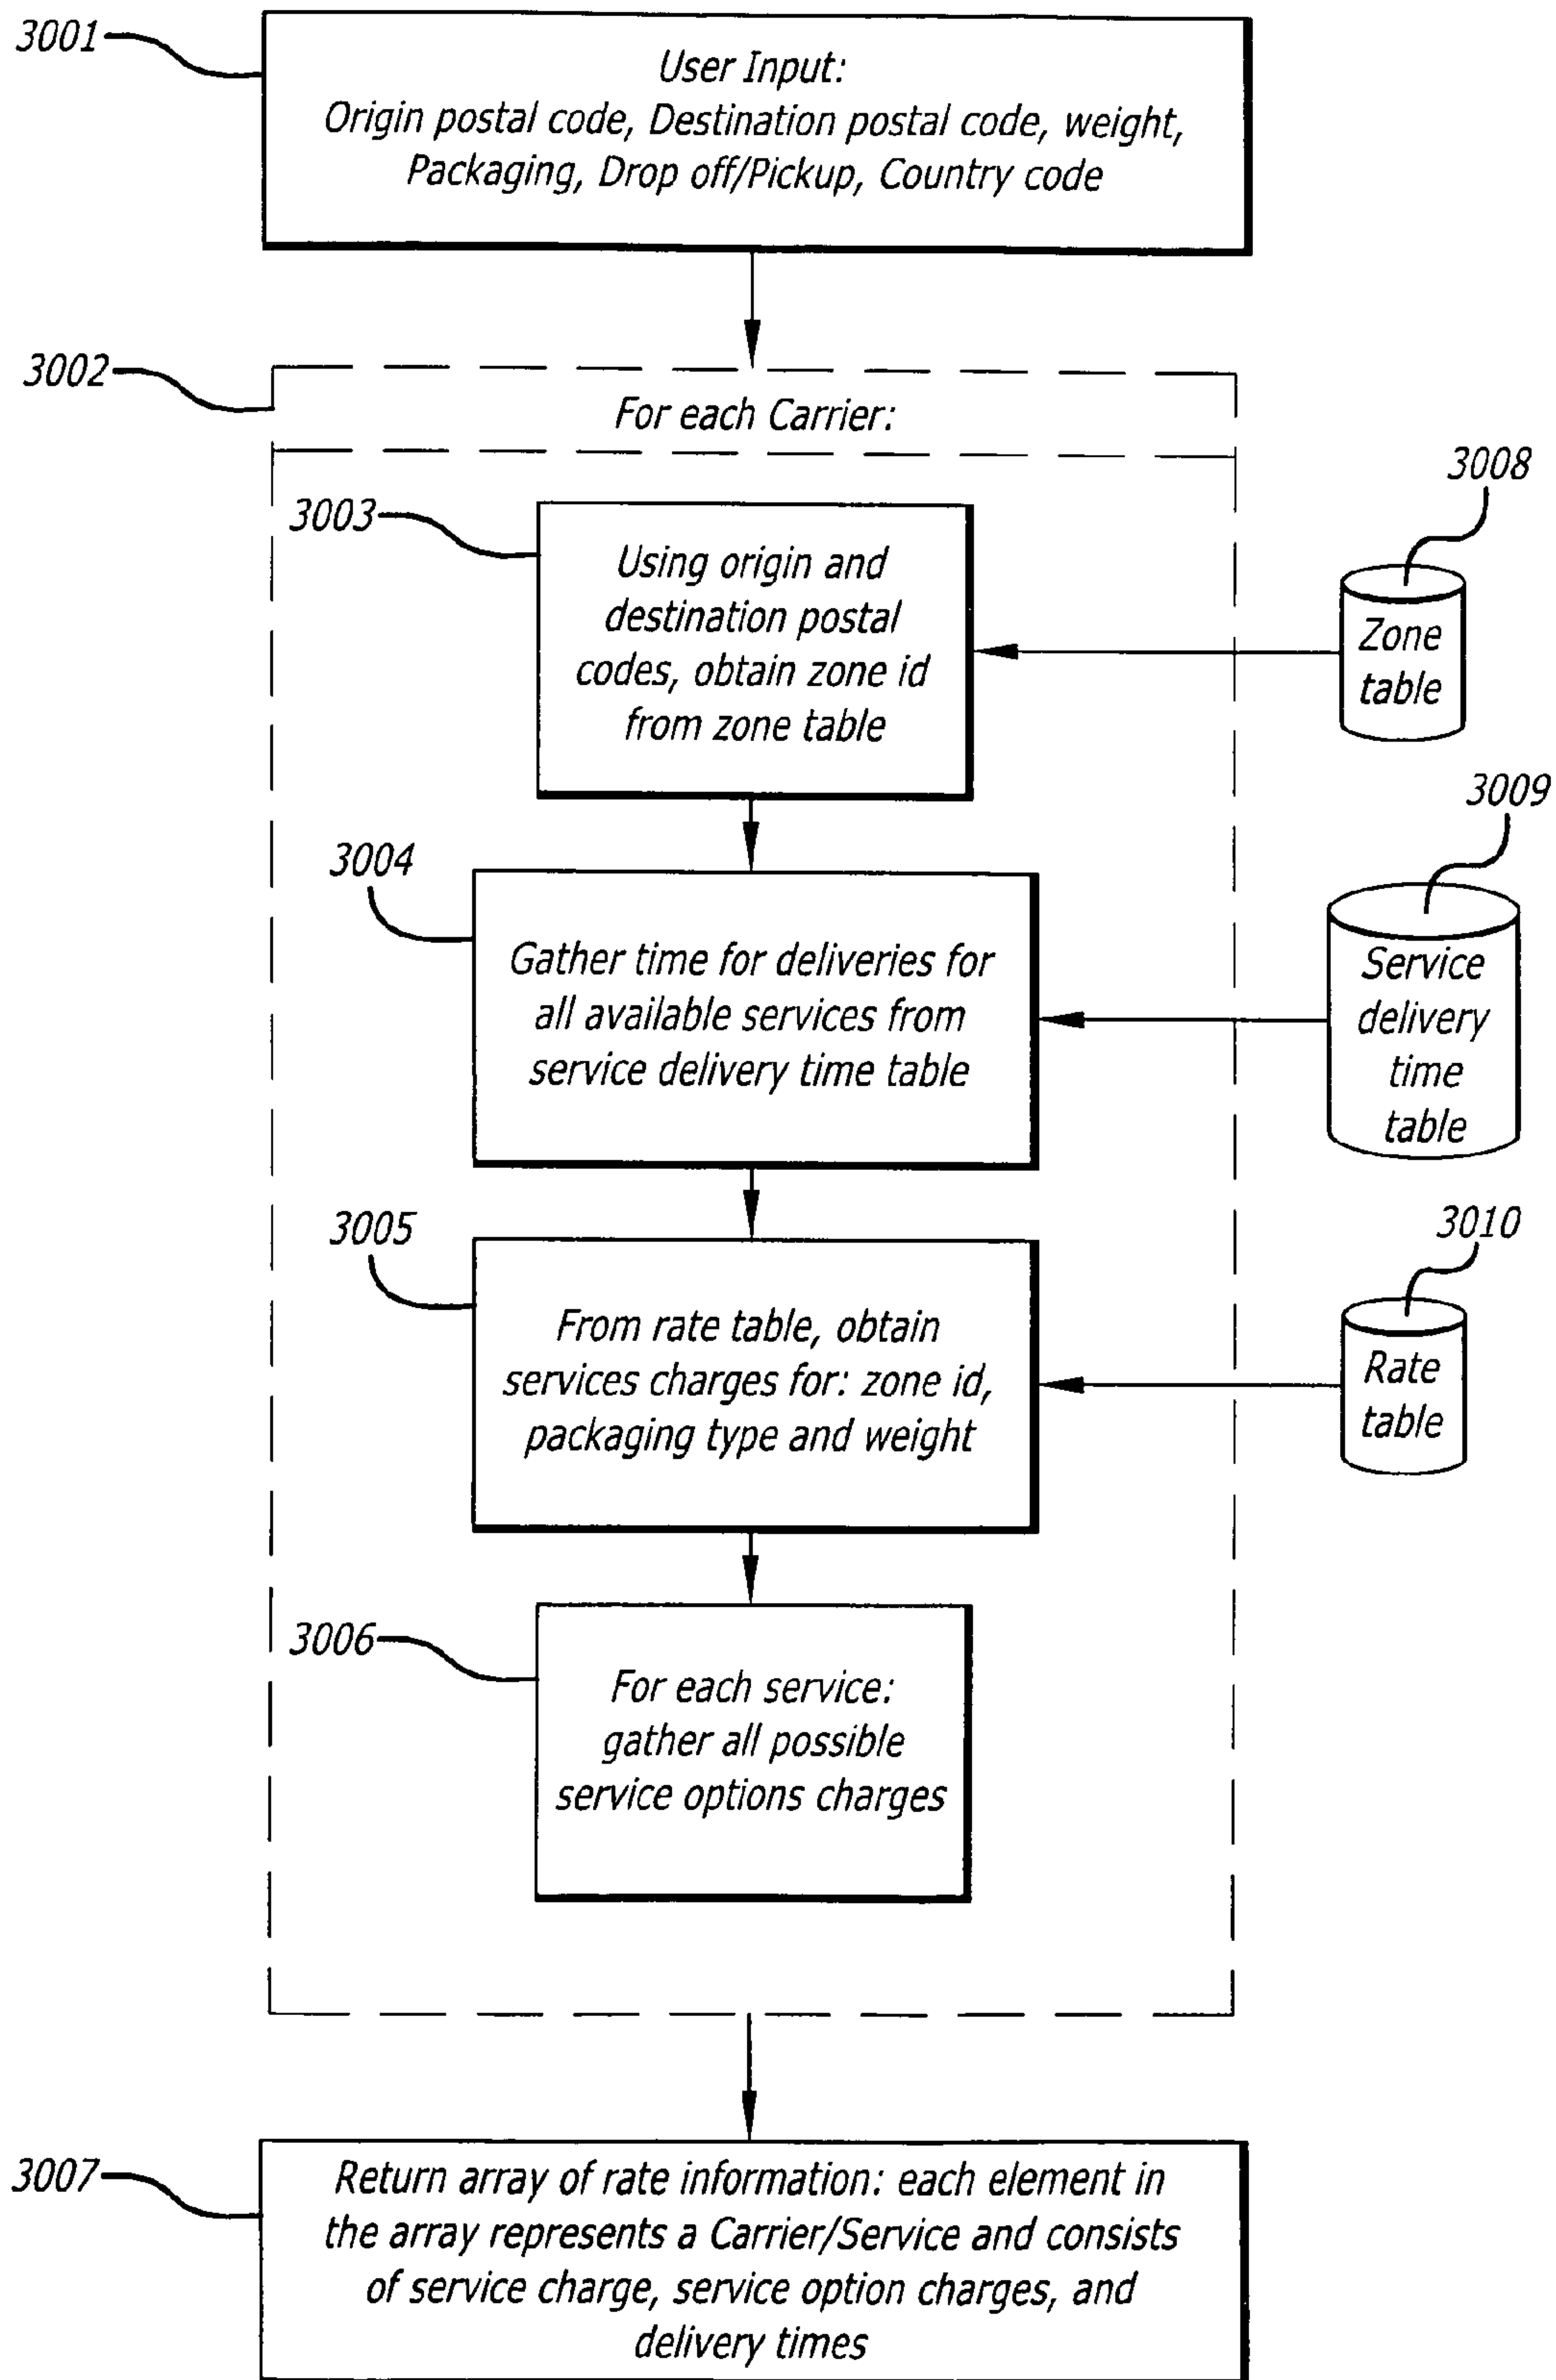 3001
User Input:
Origin postal code, Destination postal code, weight,
Packaging, Drop off/Pickup, Country code
3002
For each Carrier:
3003
Using origin and
destination postal
codes, obtain zone id
from zone table
3008
Zone
table
3004
Gather time for deliveries for
all available services from
service delivery time table
3009
Service
delivery
time
table
3005
From rate table, obtain
services charges for: zone id,
packaging type and weight
3010
Rate
table
3006
For each service:
gather all possible
service options charges
3007
Return array of rate information: each element in
the array represents a Carrier/Service and consists
of service charge, service option charges, and
delivery times